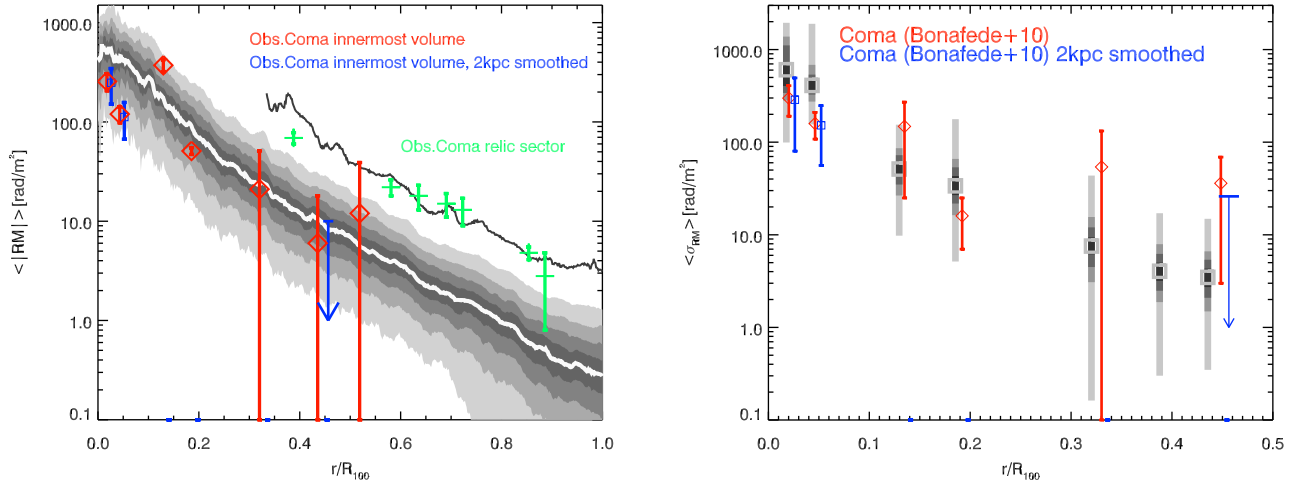 1000.0
100.0
10.0
1.0
0.1
< |RM| > [rad/m²]
0.0 0.2 0.4 0.6 0.8 1.0
r/R₁₀₀
Obs.Coma innermost volume
Obs.Coma innermost volume, 2kpc smoothed
Obs.Coma relic sector
1000.0
100.0
10.0
1.0
0.1
<σRM> [rad/m²]
0.0 0.1 0.2 0.3 0.4 0.5
r/R₁₀₀
Coma (Bonafede+10)
Coma (Bonafede+10) 2kpc smoothed